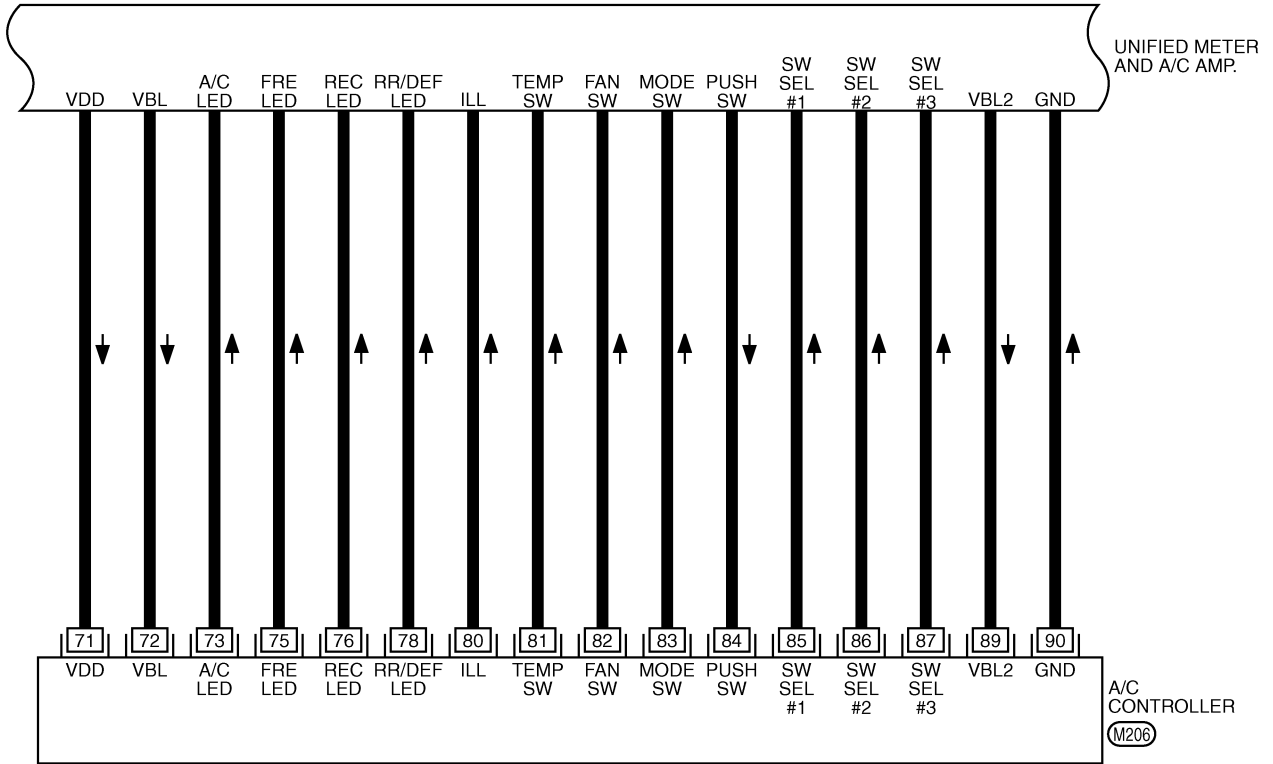 UNIFIED METER
AND A/C AMP.
VDD
VBL
A/C
LED
FRE
LED
REC
LED
RR/DEF
LED
ILL
TEMP
SW
FAN
SW
MODE
SW
PUSH
SW
SW
SEL
#1
SW
SEL
#2
SW
SEL
#3
VBL2
GND
71
72
73
75
76
78
80
81
82
83
84
85
86
87
89
90
VDD
VBL
A/C
LED
FRE
LED
REC
LED
RR/DEF
LED
ILL
TEMP
SW
FAN
SW
MODE
SW
PUSH
SW
SW
SEL
#1
SW
SEL
#2
SW
SEL
#3
VBL2
GND
A/C
CONTROLLER
M206